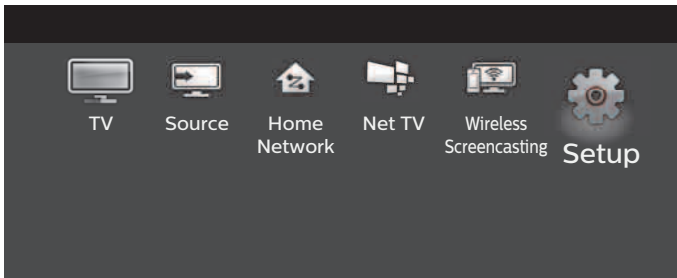 TV
Source
Home
Network
Net TV
Wireless
Screencasting
Setup